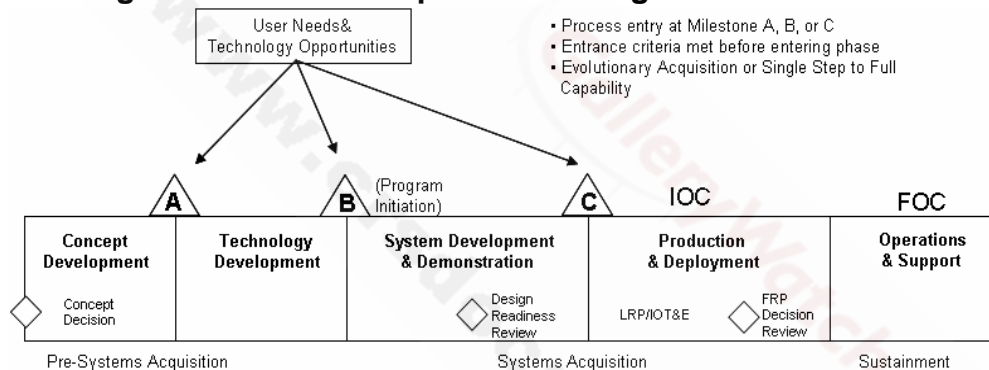 User Needs&
Technology Opportunities
▪ Process entry at Milestone A, B, or C
▪ Entrance criteria met before entering phase
▪ Evolutionary Acquisition or Single Step to Full
Capability
A
B
(Program
Initiation)
C
IOC
FOC
Concept
Development
Technology
Development
System Development
& Demonstration
Production
& Deployment
Operations
& Support
Concept
Decision
Design
Readiness
Review
LRP/IOT&E
FRP
Decision
Review
Pre-Systems Acquisition
Systems Acquisition
Sustainment